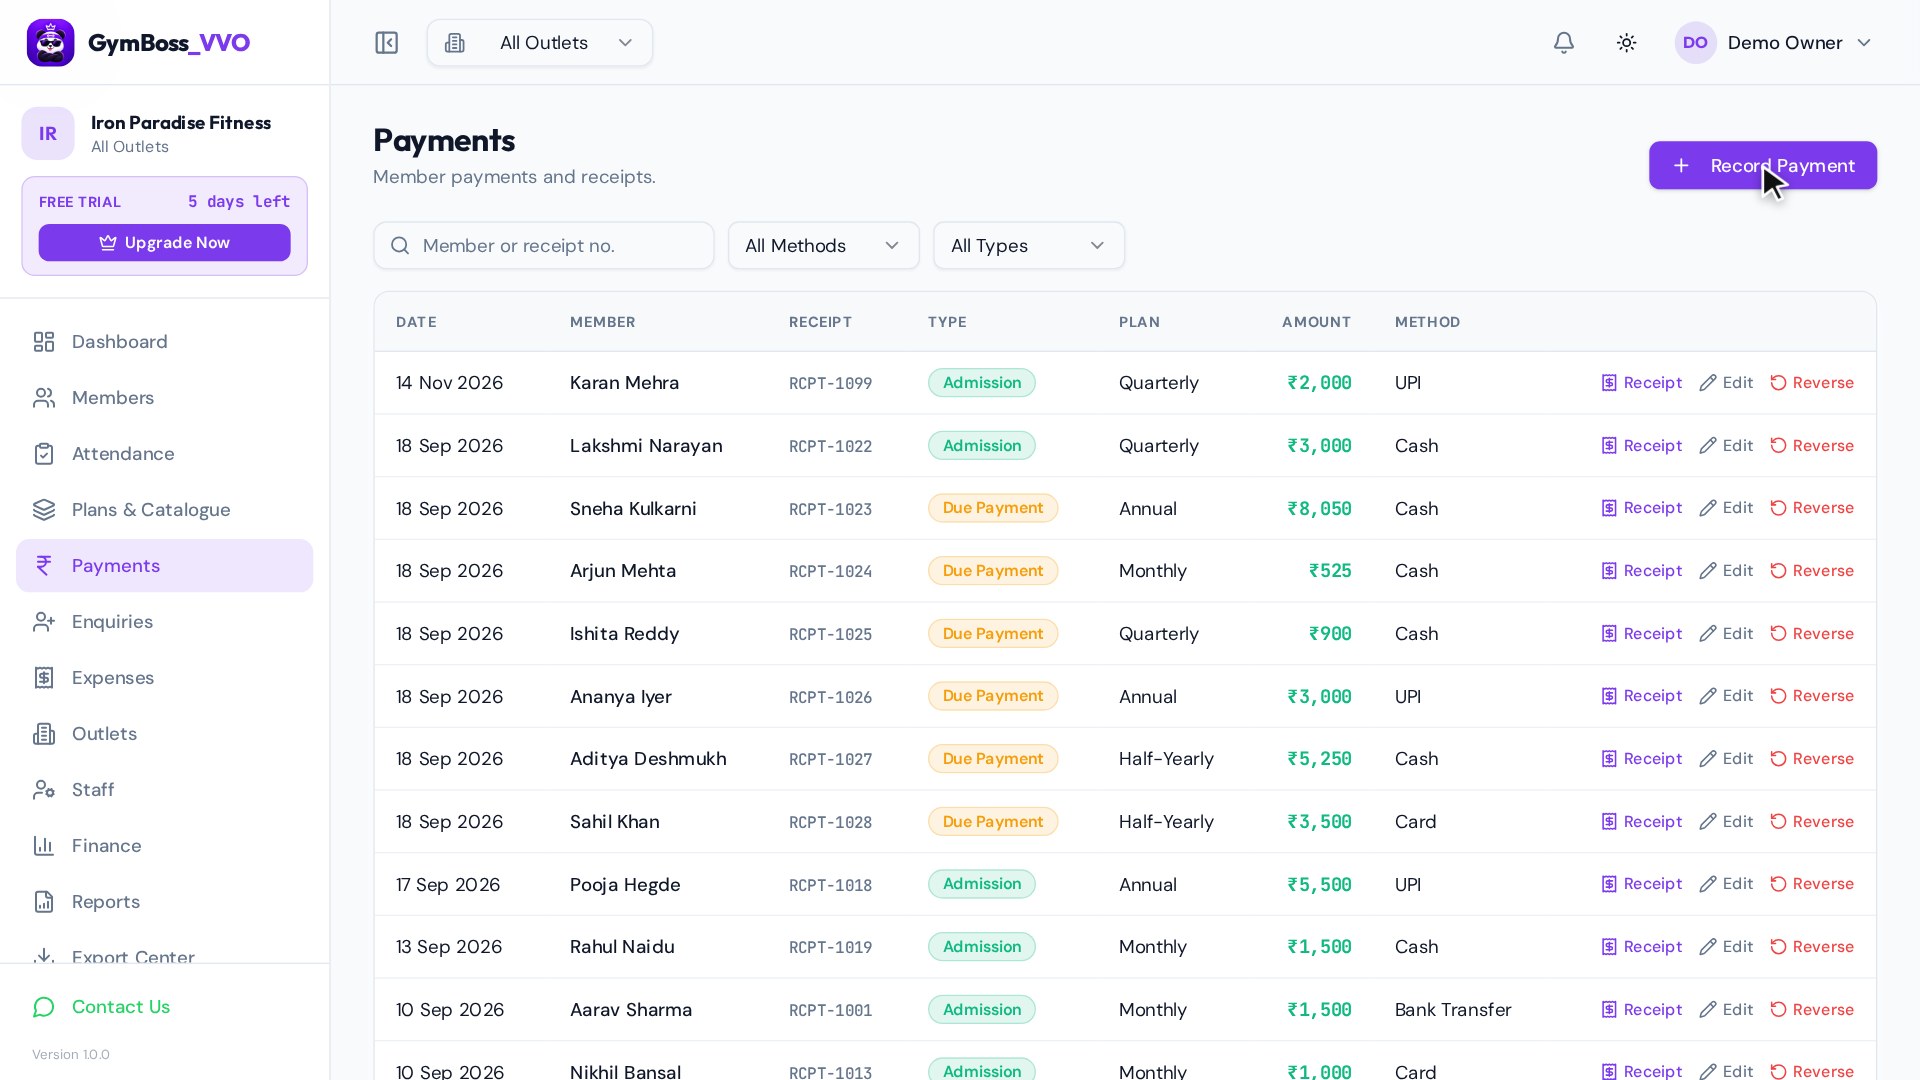 GymBoss_VVO
All Outlets
DO Demo Owner
IR Iron Paradise Fitness
All Outlets
FREE TRIAL 5 days left
Upgrade Now
Dashboard
Members
Attendance
Plans & Catalogue
Payments
Enquiries
Expenses
Outlets
Staff
Finance
Reports
Export Center
Contact Us
Version 1.0.0
Payments
Member payments and receipts.
Record Payment
Member or receipt no. All Methods All Types
DATE MEMBER RECEIPT TYPE PLAN AMOUNT METHOD
14 Nov 2026 Karan Mehra RCPT-1099 Admission Quarterly ₹2,000 UPI Receipt Edit Reverse
18 Sep 2026 Lakshmi Narayan RCPT-1022 Admission Quarterly ₹3,000 Cash Receipt Edit Reverse
18 Sep 2026 Sneha Kulkarni RCPT-1023 Due Payment Annual ₹8,050 Cash Receipt Edit Reverse
18 Sep 2026 Arjun Mehta RCPT-1024 Due Payment Monthly ₹525 Cash Receipt Edit Reverse
18 Sep 2026 Ishita Reddy RCPT-1025 Due Payment Quarterly ₹900 Cash Receipt Edit Reverse
18 Sep 2026 Ananya Iyer RCPT-1026 Due Payment Annual ₹3,000 UPI Receipt Edit Reverse
18 Sep 2026 Aditya Deshmukh RCPT-1027 Due Payment Half-Yearly ₹5,250 Cash Receipt Edit Reverse
18 Sep 2026 Sahil Khan RCPT-1028 Due Payment Half-Yearly ₹3,500 Card Receipt Edit Reverse
17 Sep 2026 Pooja Hegde RCPT-1018 Admission Annual ₹5,500 UPI Receipt Edit Reverse
13 Sep 2026 Rahul Naidu RCPT-1019 Admission Monthly ₹1,500 Cash Receipt Edit Reverse
10 Sep 2026 Aarav Sharma RCPT-1001 Admission Monthly ₹1,500 Bank Transfer Receipt Edit Reverse
10 Sep 2026 Nikhil Bansal RCPT-1013 Admission Monthly ₹1,000 Card Receipt Edit Reverse